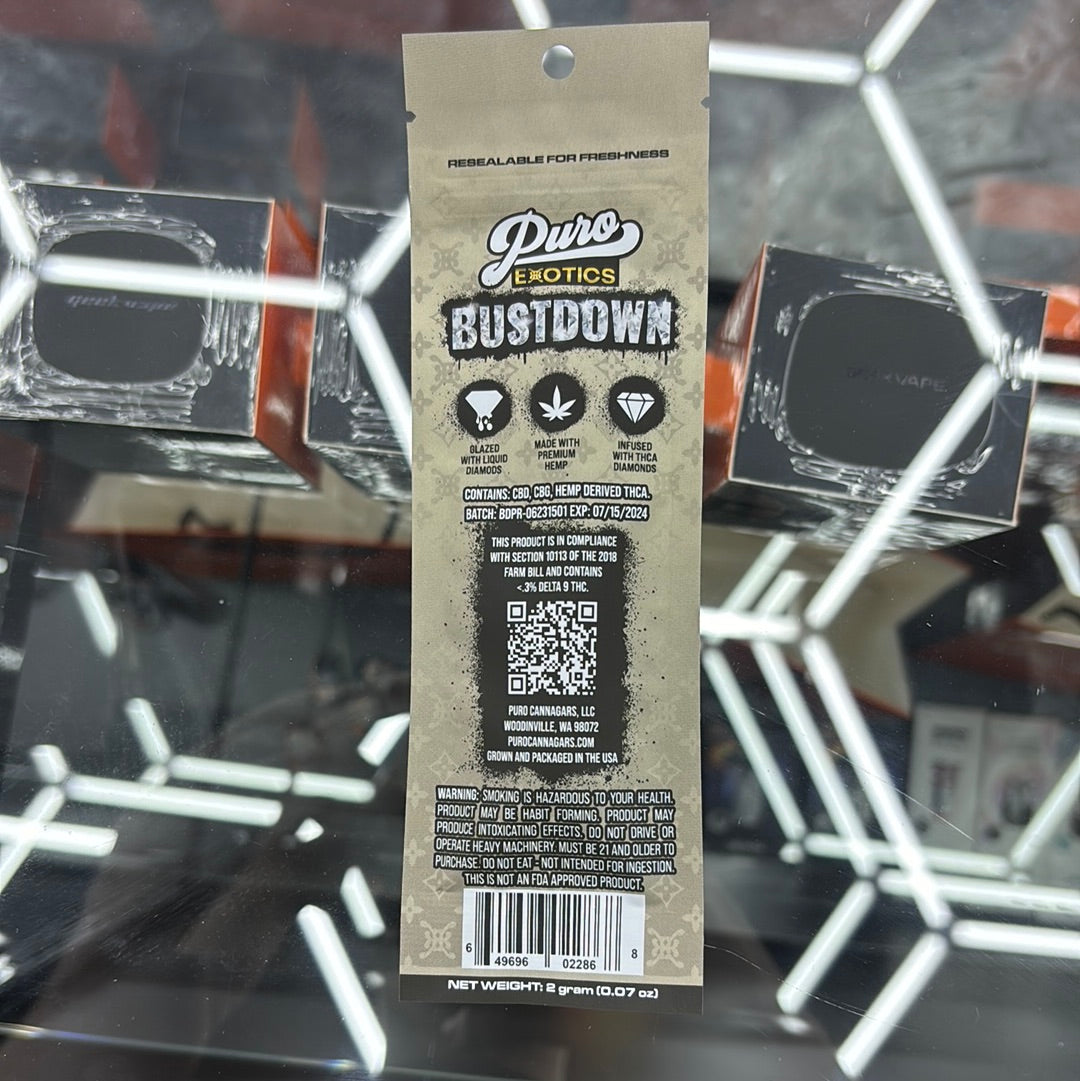 RESEALABLE FOR FRESHNESS
Puro
EXOTICS
BUSTDOWN
GLAZED
WITH LIQUID
DIAMODS
MADE WITH
PREMIUM
HEMP
INFUSED
WITH THCA
DIAMONDS
CONTAINS: CBD, CBG, HEMP DERIVED THCA.
BATCH: BDPR-06231501 EXP: 07/15/2024
THIS PRODUCT IS IN COMPLIANCE
WITH SECTION 10113 OF THE 2018
FARM BILL AND CONTAINS
<.3% DELTA 9 THC.
PURO CANNAGARS, LLC
WOODINVILLE, WA 98072
PUROCANNAGARS.COM
GROWN AND PACKAGED IN THE USA
WARNING: SMOKING IS HAZARDOUS TO YOUR HEALTH.
PRODUCT MAY BE HABIT FORMING. PRODUCT MAY
PRODUCE INTOXICATING EFFECTS. DO NOT DRIVE OR
OPERATE HEAVY MACHINERY. MUST BE 21 AND OLDER TO
PURCHASE. DO NOT EAT - NOT INTENDED FOR INGESTION.
THIS IS NOT AN FDA APPROVED PRODUCT.
6 49696 02286 8
NET WEIGHT: 2 gram (0.07 oz)